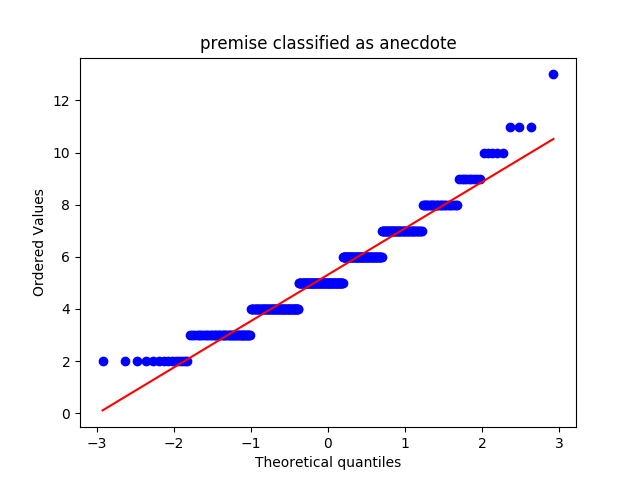 premise classified as anecdote
Ordered Values
12
10
8
6
4
2
0
−3 −2 −1 0 1 2 3
Theoretical quantiles